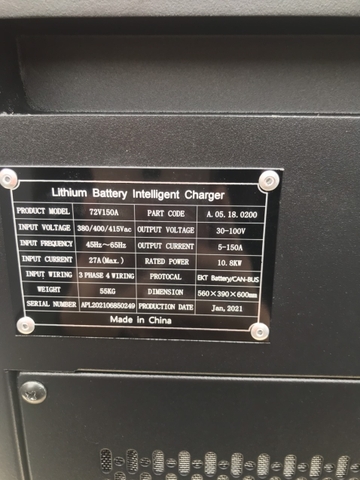 Lithium Battery Intelligent Charger
PRODUCT MODEL 72V150A PART CODE A.05.18.0200
INPUT VOLTAGE 380/400/415Vac OUTPUT VOLTAGE 30-100V
INPUT FREQUENCY 45Hz~65Hz OUTPUT CURRENT 5-150A
INPUT CURRENT 27A(Max.) RATED POWER 10.8KW
INPUT WIRING 3 PHASE 4 WIRING PROTOCAL EKT Battery/CAN-BUS
WEIGHT 55KG DIMENSION 560×390×600mm
SERIAL NUMBER APL202106850249 PRODUCTION DATE Jan,2021
Made in China